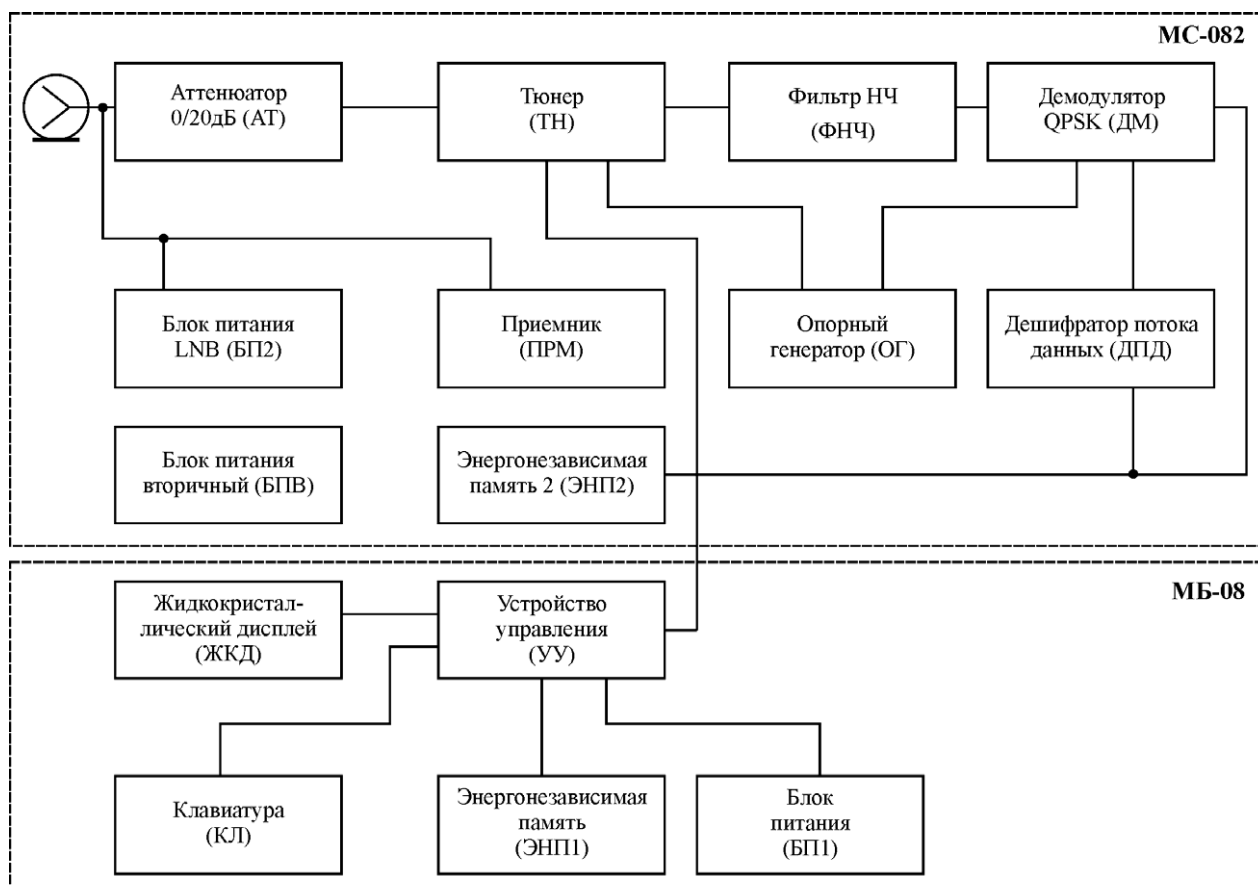 МС-082
Аттенюатор
0/20дБ (АТ)
Тюнер
(ТН)
Фильтр НЧ
(ФНЧ)
Демодулятор
QPSK (ДМ)
Блок питания
LNB (БП2)
Приемник
(ПРМ)
Опорный
генератор (ОГ)
Дешифратор потока
данных (ДПД)
Блок питания
вторичный (БПВ)
Энергонезависимая
память 2 (ЭНП2)
МБ-08
Жидкокристал-
лический дисплей
(ЖКД)
Устройство
управления
(УУ)
Клавиатура
(КЛ)
Энергонезависимая
память
(ЭНП1)
Блок
питания
(БП1)